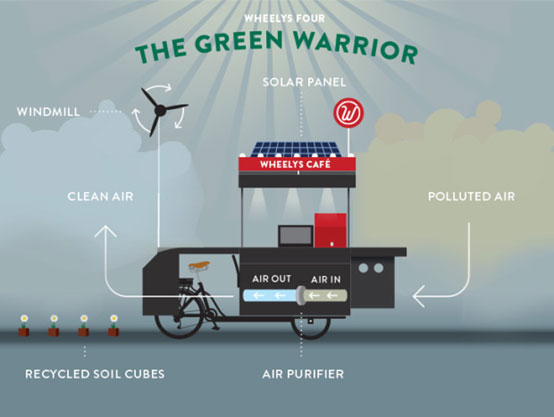 WHEELYS FOUR
THE GREEN WARRIOR
SOLAR PANEL
WINDMILL
W
WHEELYS CAFÉ
CLEAN AIR
POLLUTED AIR
AIR OUT
AIR IN
RECYCLED SOIL CUBES
AIR PURIFIER